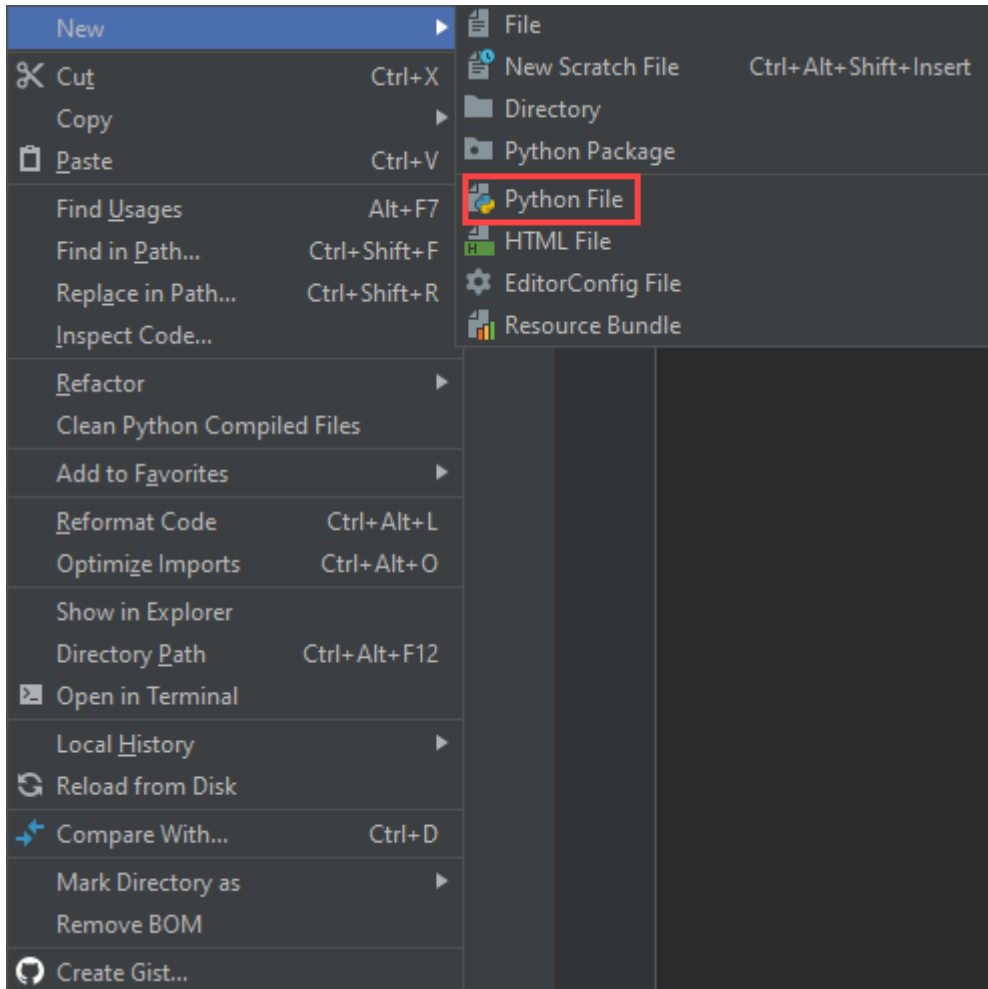 New
Cut Ctrl+X
Copy
Paste Ctrl+V
Find Usages Alt+F7
Find in Path... Ctrl+Shift+F
Replace in Path... Ctrl+Shift+R
Inspect Code...
Refactor
Clean Python Compiled Files
Add to Favorites
Reformat Code Ctrl+Alt+L
Optimize Imports Ctrl+Alt+O
Show in Explorer
Directory Path Ctrl+Alt+F12
Open in Terminal
Local History
Reload from Disk
Compare With... Ctrl+D
Mark Directory as
Remove BOM
Create Gist...
File
New Scratch File Ctrl+Alt+Shift+Insert
Directory
Python Package
Python File
H HTML File
EditorConfig File
Resource Bundle